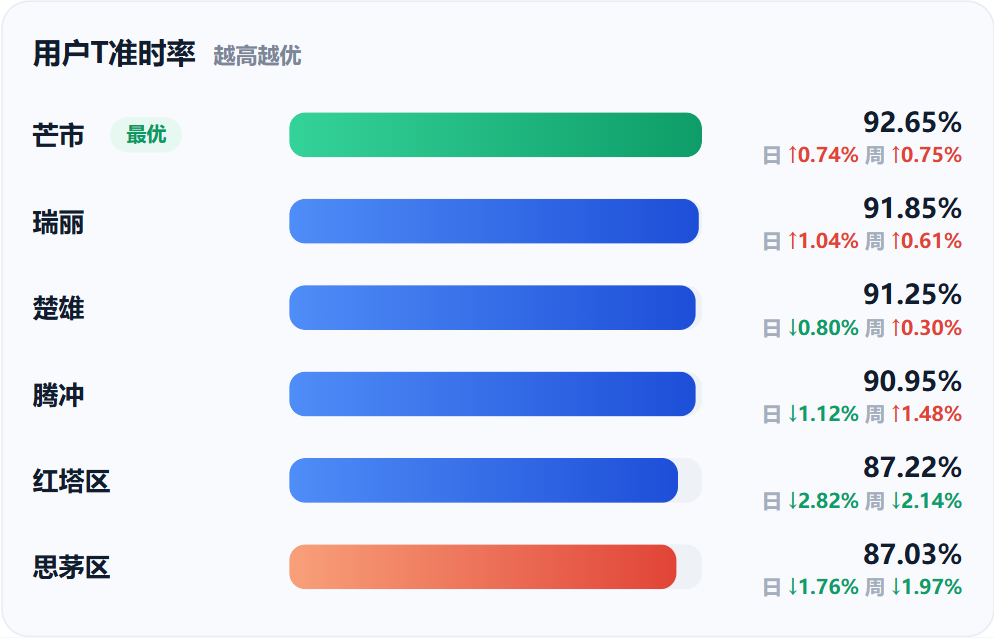 用户T准时率 越高越优
芒市 最优 92.65%
日 ↑0.74% 周 ↑0.75%
瑞丽 91.85%
日 ↑1.04% 周 ↑0.61%
楚雄 91.25%
日 ↓0.80% 周 ↑0.30%
腾冲 90.95%
日 ↓1.12% 周 ↑1.48%
红塔区 87.22%
日 ↓2.82% 周 ↓2.14%
思茅区 87.03%
日 ↓1.76% 周 ↓1.97%